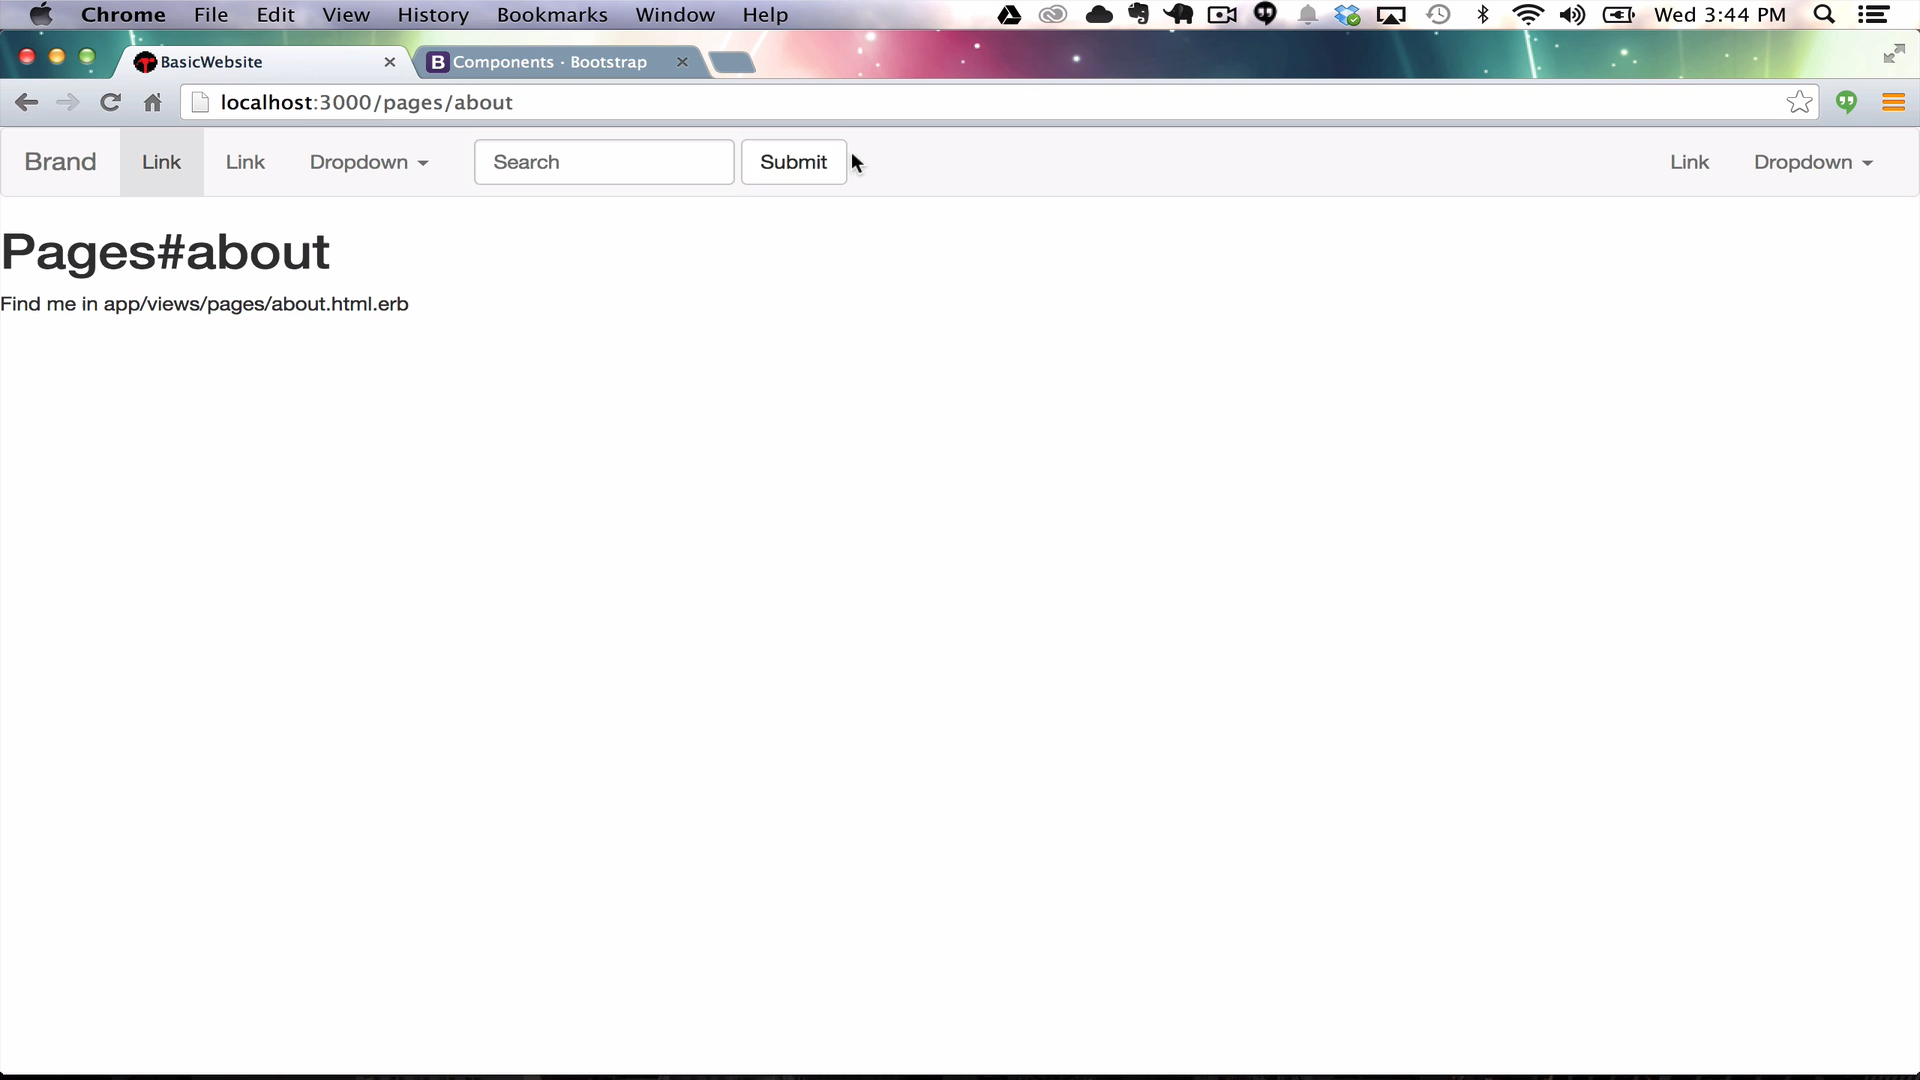 Chrome File Edit View History Bookmarks Window Help Wed 3:44 PM
BasicWebsite Components · Bootstrap
localhost:3000/pages/about
Brand Link Link Dropdown Search Submit Link Dropdown
Pages#about
Find me in app/views/pages/about.html.erb